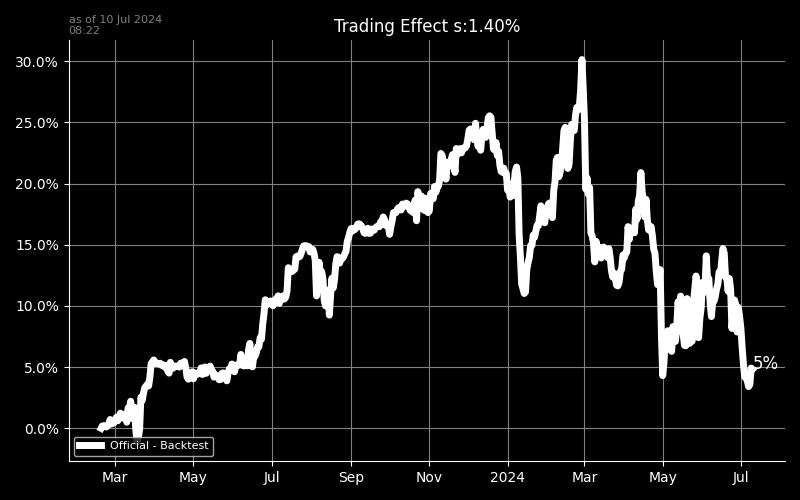 as of 10 Jul 2024
08:22
Trading Effect s:1.40%
30.0%
25.0%
20.0%
15.0%
10.0%
5.0%
0.0%
5%
Official - Backtest
Mar May Jul Sep Nov 2024 Mar May Jul